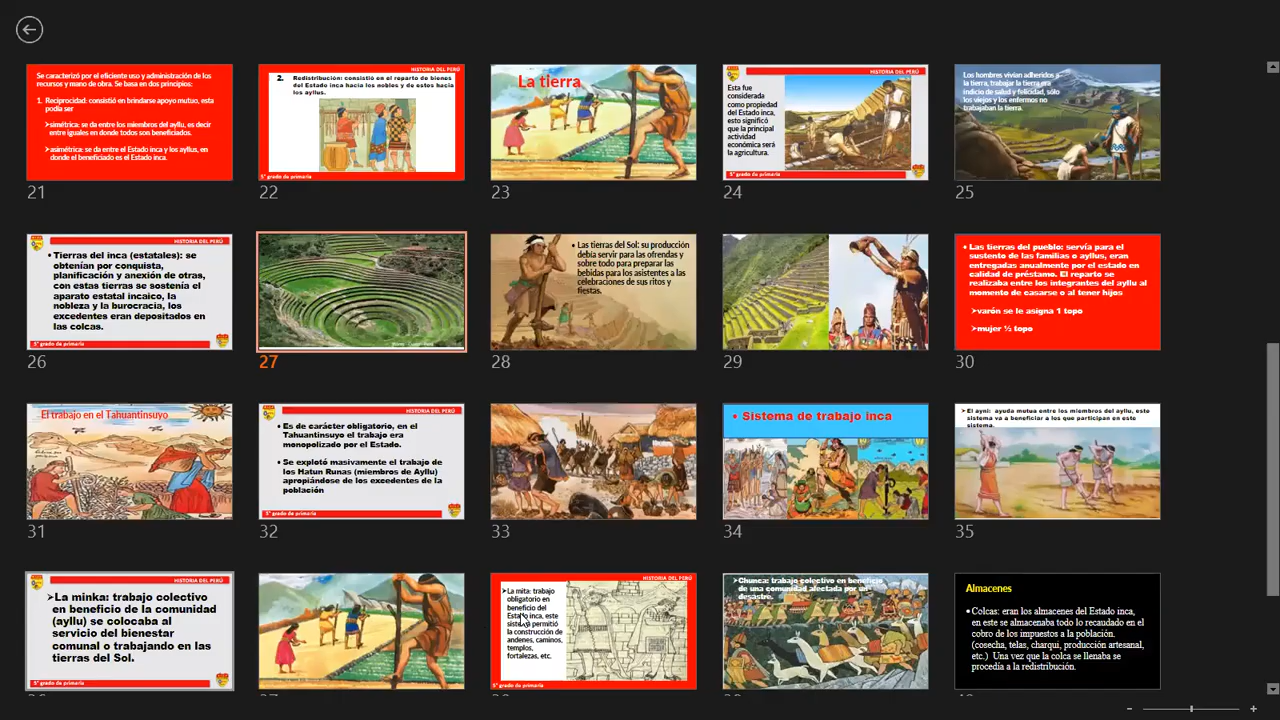 Se caracterizó por el eficiente uso y administración de los
recursos y mano de obra. Se basa en dos principios:
1. Reciprocidad: consistió en brindarse apoyo mutuo, esta
podía ser
➢simétrica: se da entre los miembros del ayllu, es decir
entre iguales en donde todos son beneficiados.
➢asimétrica: se da entre el Estado inca y los ayllus, en
donde el beneficiado es el Estado inca.
21
HISTORIA DEL PERÚ
2. Redistribución: consistió en el reparto de bienes
del Estado inca hacia los nobles y de estos hacia
los ayllus.
5° grado de primaria
22
La tierra
23
HISTORIA DEL PERÚ
Esta fue
considerada
como propiedad
del Estado inca,
esto significó
que la principal
actividad
económica será
la agricultura.
5° grado de primaria
24
Los hombres vivían adheridos a
la tierra, trabajar la tierra era
indicio de salud y felicidad, sólo
los viejos y los enfermos no
trabajaban la tierra.
25
HISTORIA DEL PERÚ
•Tierras del inca (estatales): se
obtenían por conquista,
planificación y anexión de otras,
con estas tierras se sostenía el
aparato estatal incaico, la
nobleza y la burocracia, los
excedentes eran depositados en
las colcas.
5° grado de primaria
26
27
• Las tierras del Sol: su producción
debía servir para las ofrendas y
sobre todo para preparar las
bebidas para los asistentes a las
celebraciones de sus ritos y
fiestas.
28
29
• Las tierras del pueblo: servía para el
sustento de las familias o ayllus, eran
entregadas anualmente por el estado en
calidad de préstamo. El reparto se
realizaba entre los integrantes del ayllu al
momento de casarse o al tener hijos
➢varón se le asigna 1 topo
➢mujer ½ topo
30
El trabajo en el Tahuantinsuyo
31
HISTORIA DEL PERÚ
• Es de carácter obligatorio, en el
Tahuantinsuyo el trabajo era
monopolizado por el Estado.
• Se explotó masivamente el trabajo de
los Hatun Runas (miembros de Ayllu)
apropiándose de los excedentes de la
población
5° grado de primaria
32
33
• Sistema de trabajo inca
34
➢El ayni: ayuda mutua entre los miembros del ayllu, este
sistema va a beneficiar a los que participan en este
sistema.
35
HISTORIA DEL PERÚ
➢La minka: trabajo colectivo
en beneficio de la comunidad
(ayllu) se colocaba al
servicio del bienestar
comunal o trabajando en las
tierras del Sol.
5° grado de primaria
HISTORIA DEL PERÚ
➢La mita: trabajo
obligatorio en
beneficio del
Estado inca, este
sistema permitió
la construcción de
andenes, caminos,
templos,
fortalezas, etc.
5° grado de primaria
➢Chunca: trabajo colectivo en beneficio
de una comunidad afectada por un
desastre.
Almacenes
• Colcas: eran los almacenes del Estado inca,
en este se almacenaba todo lo recaudado en el
cobro de los impuestos a la población.
(cosecha, telas, charqui, producción artesanal,
etc.) Una vez que la colca se llenaba se
procedía a la redistribución.